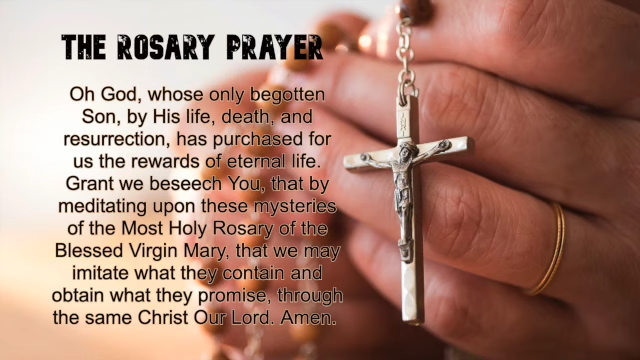 THE ROSARY PRAYER
Oh God, whose only begotten
Son, by His life, death, and
resurrection, has purchased for
us the rewards of eternal life.
Grant we beseech You, that by
meditating upon these mysteries
of the Most Holy Rosary of the
Blessed Virgin Mary, that we may
imitate what they contain and
obtain what they promise, through
the same Christ Our Lord. Amen.